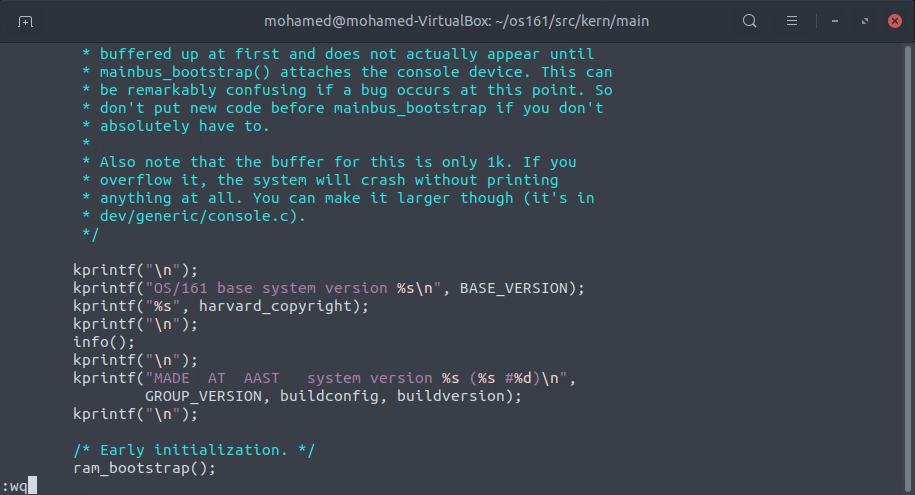 mohamed@mohamed-VirtualBox: ~/os161/src/kern/main
* buffered up at first and does not actually appear until
* mainbus_bootstrap() attaches the console device. This can
* be remarkably confusing if a bug occurs at this point. So
* don't put new code before mainbus_bootstrap if you don't
* absolutely have to.
*
* Also note that the buffer for this is only 1k. If you
* overflow it, the system will crash without printing
* anything at all. You can make it larger though (it's in
* dev/generic/console.c).
*/
kprintf("\n");
kprintf("OS/161 base system version %s\n", BASE_VERSION);
kprintf("%s", harvard_copyright);
kprintf("\n");
info();
kprintf("\n");
kprintf("MADE  AT  AAST   system version %s (%s #%d)\n",
GROUP_VERSION, buildconfig, buildversion);
kprintf("\n");
/* Early initialization. */
ram_bootstrap();
:wq